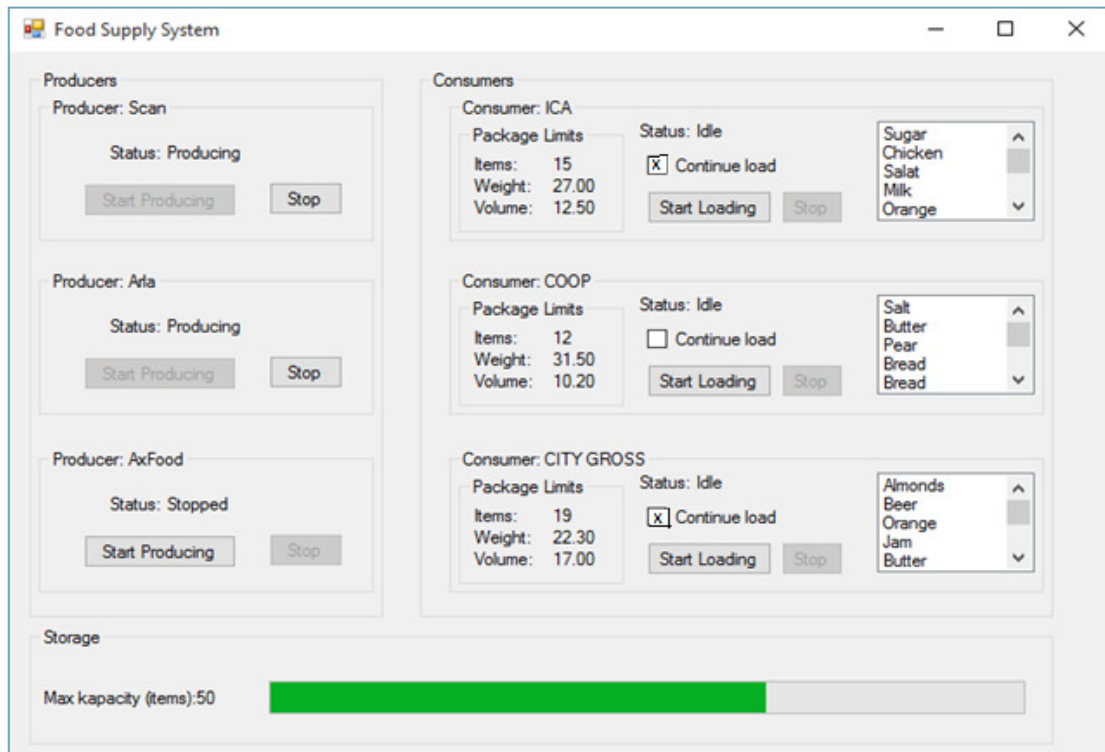 Food Supply System
Producers
Producer: Scan
Status: Producing
Start Producing
Stop
Producer: Arla
Status: Producing
Start Producing
Stop
Producer: AxFood
Status: Stopped
Start Producing
Stop
Consumers
Consumer: ICA
Package Limits
Items: 15
Weight: 27.00
Volume: 12.50
Status: Idle
x Continue load
Start Loading
Stop
Sugar
Chicken
Salat
Milk
Orange
Consumer: COOP
Package Limits
Items: 12
Weight: 31.50
Volume: 10.20
Status: Idle
Continue load
Start Loading
Stop
Salt
Butter
Pear
Bread
Bread
Consumer: CITY GROSS
Package Limits
Items: 19
Weight: 22.30
Volume: 17.00
Status: Idle
x Continue load
Start Loading
Stop
Almonds
Beer
Orange
Jam
Butter
Storage
Max kapacity (items):50